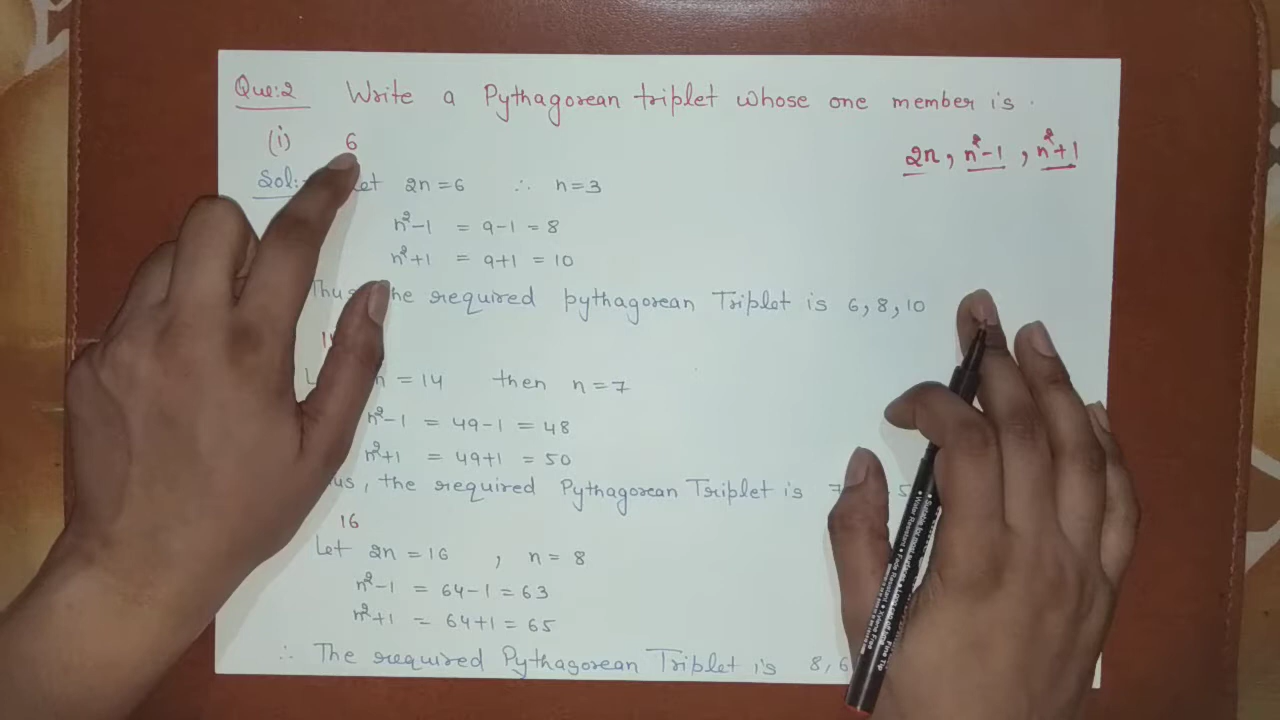 Que:2 Write a Pythagorean triplet whose one member is.
(i) 6
2n, n²-1, n²+1
Sol:- Let 2n = 6 ∴ n = 3
n²-1 = 9-1 = 8
n²+1 = 9+1 = 10
Thus the required pythagorean Triplet is 6, 8, 10
n = 14 then n = 7
n²-1 = 49-1 = 48
n²+1 = 49+1 = 50
, the required Pythagorean Triplet is 7
16
Let 2n = 16 , n = 8
n²-1 = 64-1 = 63
n²+1 = 64+1 = 65
∴ The required Pythagorean Triplet is 8, 6